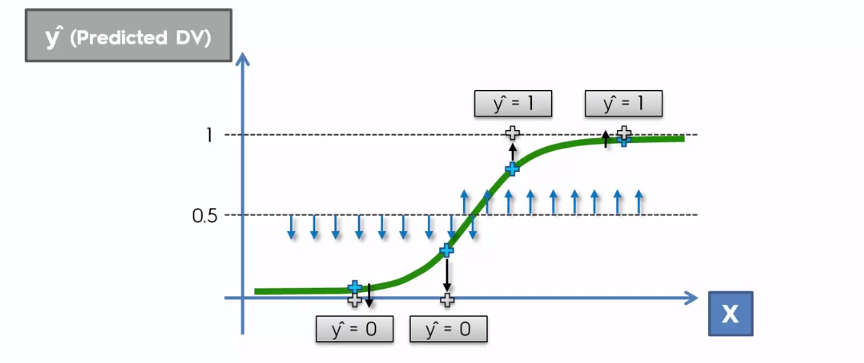 ŷ (Predicted DV)
ŷ = 1
ŷ = 1
1
0.5
X
ŷ = 0
ŷ = 0